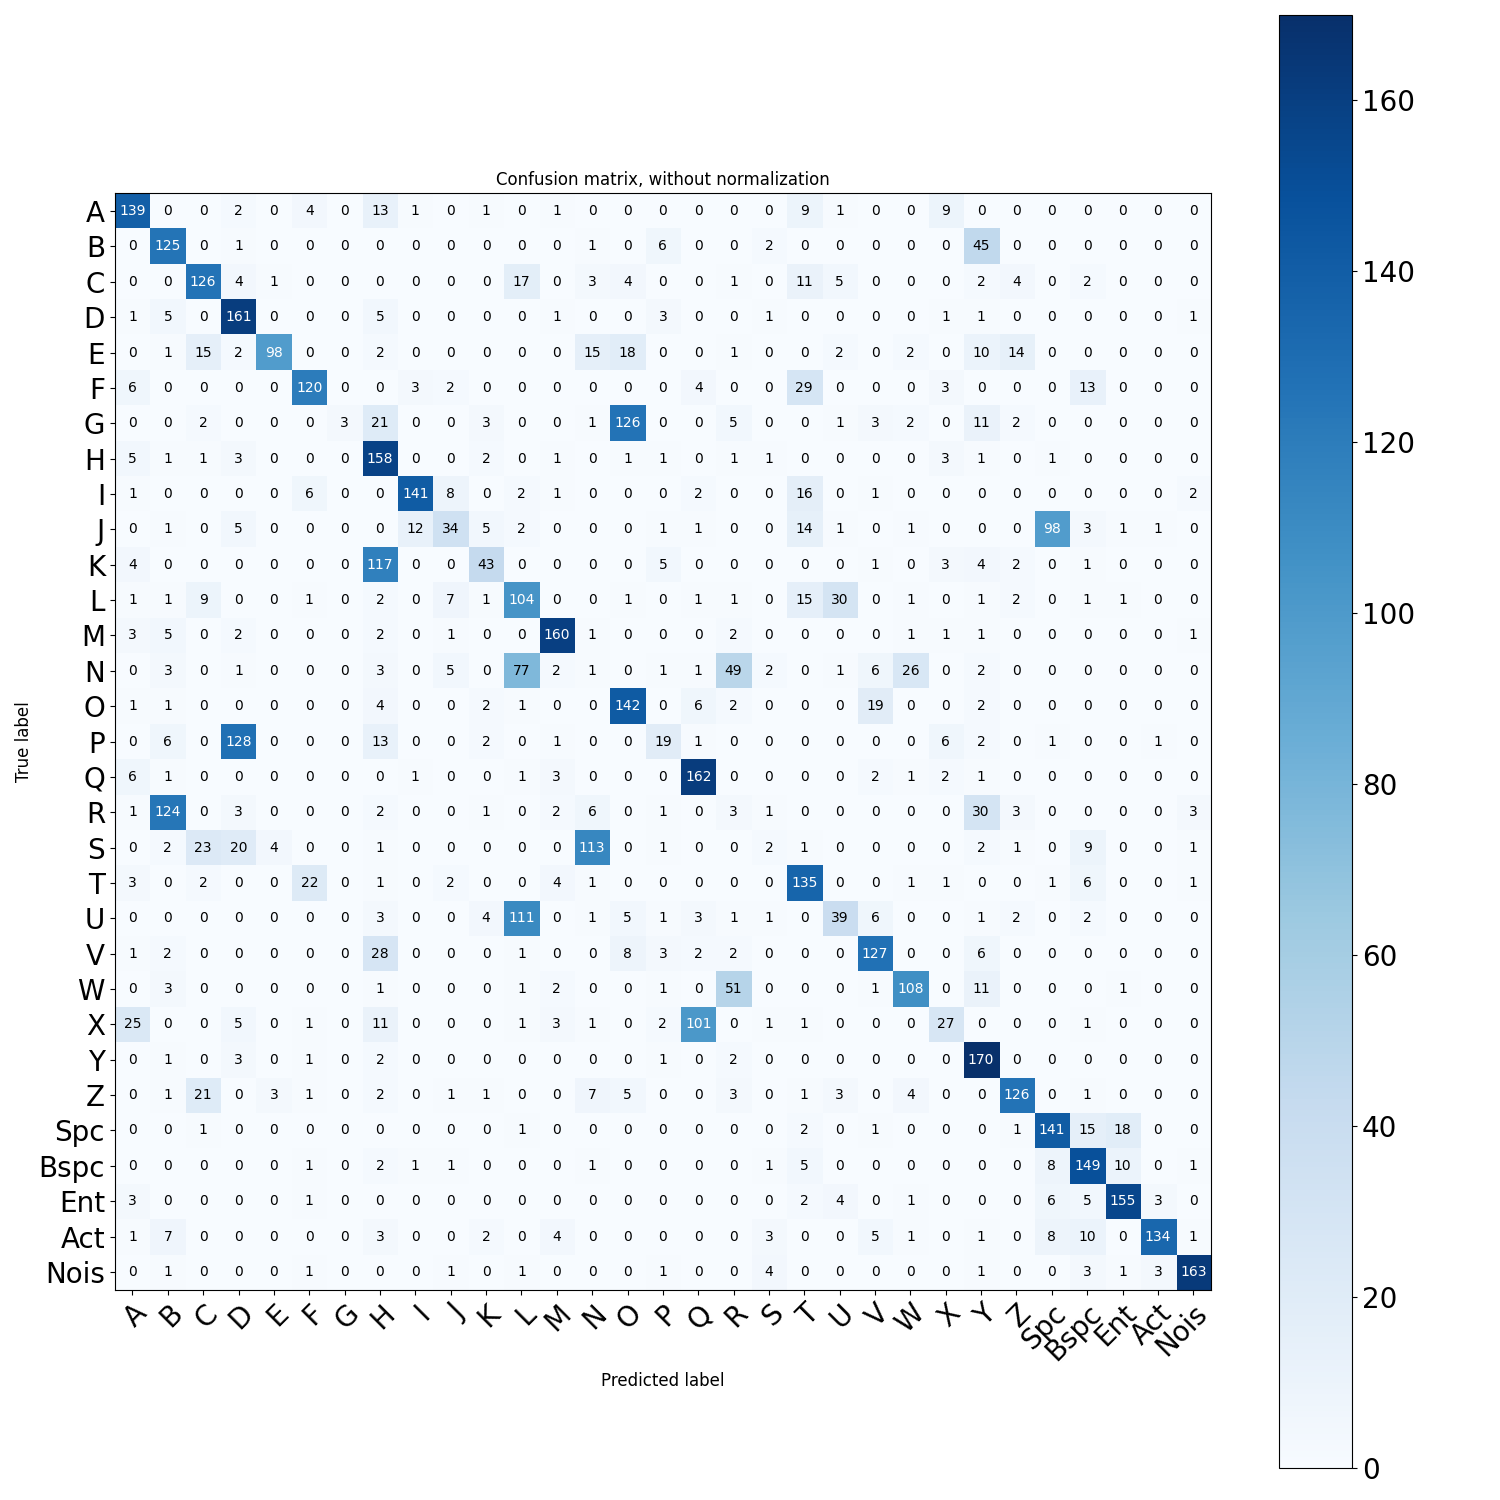 Confusion matrix, without normalization
A 139 0 0 2 0 4 0 13 1 0 1 0 1 0 0 0 0 0 0 9 1 0 0 9 0 0 0 0 0 0 0
B 0 125 0 1 0 0 0 0 0 0 0 0 0 1 0 6 0 0 2 0 0 0 0 0 45 0 0 0 0 0 0
C 0 0 126 4 1 0 0 0 0 0 0 17 0 3 4 0 0 1 0 11 5 0 0 0 2 4 0 2 0 0 0
D 1 5 0 161 0 0 0 5 0 0 0 0 1 0 0 3 0 0 1 0 0 0 0 1 1 0 0 0 0 0 1
E 0 1 15 2 98 0 0 2 0 0 0 0 0 15 18 0 0 1 0 0 2 0 2 0 10 14 0 0 0 0 0
F 6 0 0 0 0 120 0 0 3 2 0 0 0 0 0 0 4 0 0 29 0 0 0 3 0 0 0 13 0 0 0
G 0 0 2 0 0 0 3 21 0 0 3 0 0 1 126 0 0 5 0 0 1 3 2 0 11 2 0 0 0 0 0
H 5 1 1 3 0 0 0 158 0 0 2 0 1 0 1 1 0 1 1 0 0 0 0 3 1 0 1 0 0 0 0
I 1 0 0 0 0 6 0 0 141 8 0 2 1 0 0 0 2 0 0 16 0 1 0 0 0 0 0 0 0 0 2
J 0 1 0 5 0 0 0 0 12 34 5 2 0 0 0 1 1 0 0 14 1 0 1 0 0 0 98 3 1 1 0
K 4 0 0 0 0 0 0 117 0 0 43 0 0 0 0 5 0 0 0 0 0 1 0 3 4 2 0 1 0 0 0
L 1 1 9 0 0 1 0 2 0 7 1 104 0 0 1 0 1 1 0 15 30 0 1 0 1 2 0 1 1 0 0
M 3 5 0 2 0 0 0 2 0 1 0 0 160 1 0 0 0 2 0 0 0 0 1 1 1 0 0 0 0 0 1
N 0 3 0 1 0 0 0 3 0 5 0 77 2 1 0 1 1 49 2 0 1 6 26 0 2 0 0 0 0 0 0
O 1 1 0 0 0 0 0 4 0 0 2 1 0 0 142 0 6 2 0 0 0 19 0 0 2 0 0 0 0 0 0
P 0 6 0 128 0 0 0 13 0 0 2 0 1 0 0 19 1 0 0 0 0 0 0 6 2 0 1 0 0 1 0
Q 6 1 0 0 0 0 0 0 1 0 0 1 3 0 0 0 162 0 0 0 0 2 1 2 1 0 0 0 0 0 0
R 1 124 0 3 0 0 0 2 0 0 1 0 2 6 0 1 0 3 1 0 0 0 0 0 30 3 0 0 0 0 3
S 0 2 23 20 4 0 0 1 0 0 0 0 0 113 0 1 0 0 2 1 0 0 0 0 2 1 0 9 0 0 1
T 3 0 2 0 0 22 0 1 0 2 0 0 4 1 0 0 0 0 0 135 0 0 1 1 0 0 1 6 0 0 1
U 0 0 0 0 0 0 0 3 0 0 4 111 0 1 5 1 3 1 1 0 39 6 0 0 1 2 0 2 0 0 0
V 1 2 0 0 0 0 0 28 0 0 0 1 0 0 8 3 2 2 0 0 0 127 0 0 6 0 0 0 0 0 0
W 0 3 0 0 0 0 0 1 0 0 0 1 2 0 0 1 0 51 0 0 0 1 108 0 11 0 0 0 1 0 0
X 25 0 0 5 0 1 0 11 0 0 0 1 3 1 0 2 101 0 1 1 0 0 0 27 0 0 0 1 0 0 0
Y 0 1 0 3 0 1 0 2 0 0 0 0 0 0 0 1 0 2 0 0 0 0 0 0 170 0 0 0 0 0 0
Z 0 1 21 0 3 1 0 2 0 1 1 0 0 7 5 0 0 3 0 1 3 0 4 0 0 126 0 1 0 0 0
Spc 0 0 1 0 0 0 0 0 0 0 0 1 0 0 0 0 0 0 0 2 0 1 0 0 0 1 141 15 18 0 0
Bspc 0 0 0 0 0 1 0 2 1 1 0 0 0 1 0 0 0 0 1 5 0 0 0 0 0 0 8 149 10 0 1
Ent 3 0 0 0 0 1 0 0 0 0 0 0 0 0 0 0 0 0 0 2 4 0 1 0 0 0 6 5 155 3 0
Act 1 7 0 0 0 0 0 3 0 0 2 0 4 0 0 0 0 0 3 0 0 5 1 0 1 0 8 10 0 134 1
Nois 0 1 0 0 0 1 0 0 0 1 0 1 0 0 0 1 0 0 4 0 0 0 0 0 1 0 0 3 1 3 163
A B C D E F G H I J K L M N O P Q R S T U V W X Y Z Spc Bspc Ent Act Nois
Predicted label
True label
160
140
120
100
80
60
40
20
0